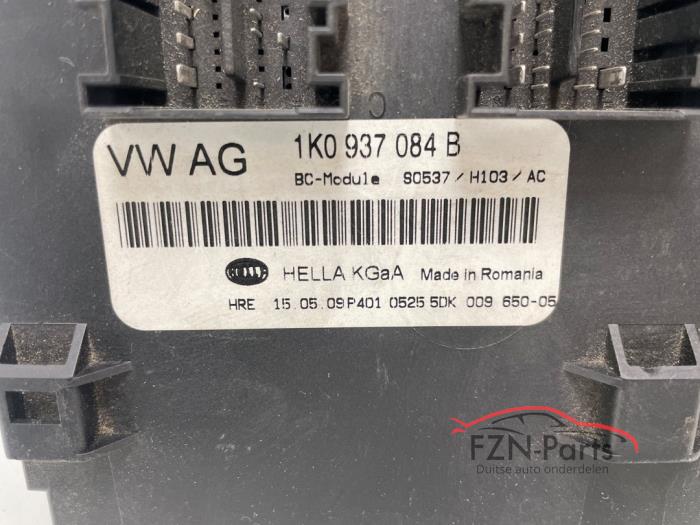 VW AG
1K0 937 084 B
BC-Module S0537 / H103 / AC
HELLA
HELLA KGaA Made in Romania
HRE 15.05.09 P401 0525 5DK 009 650-05
FZN-Parts
Duitse auto onderdelen